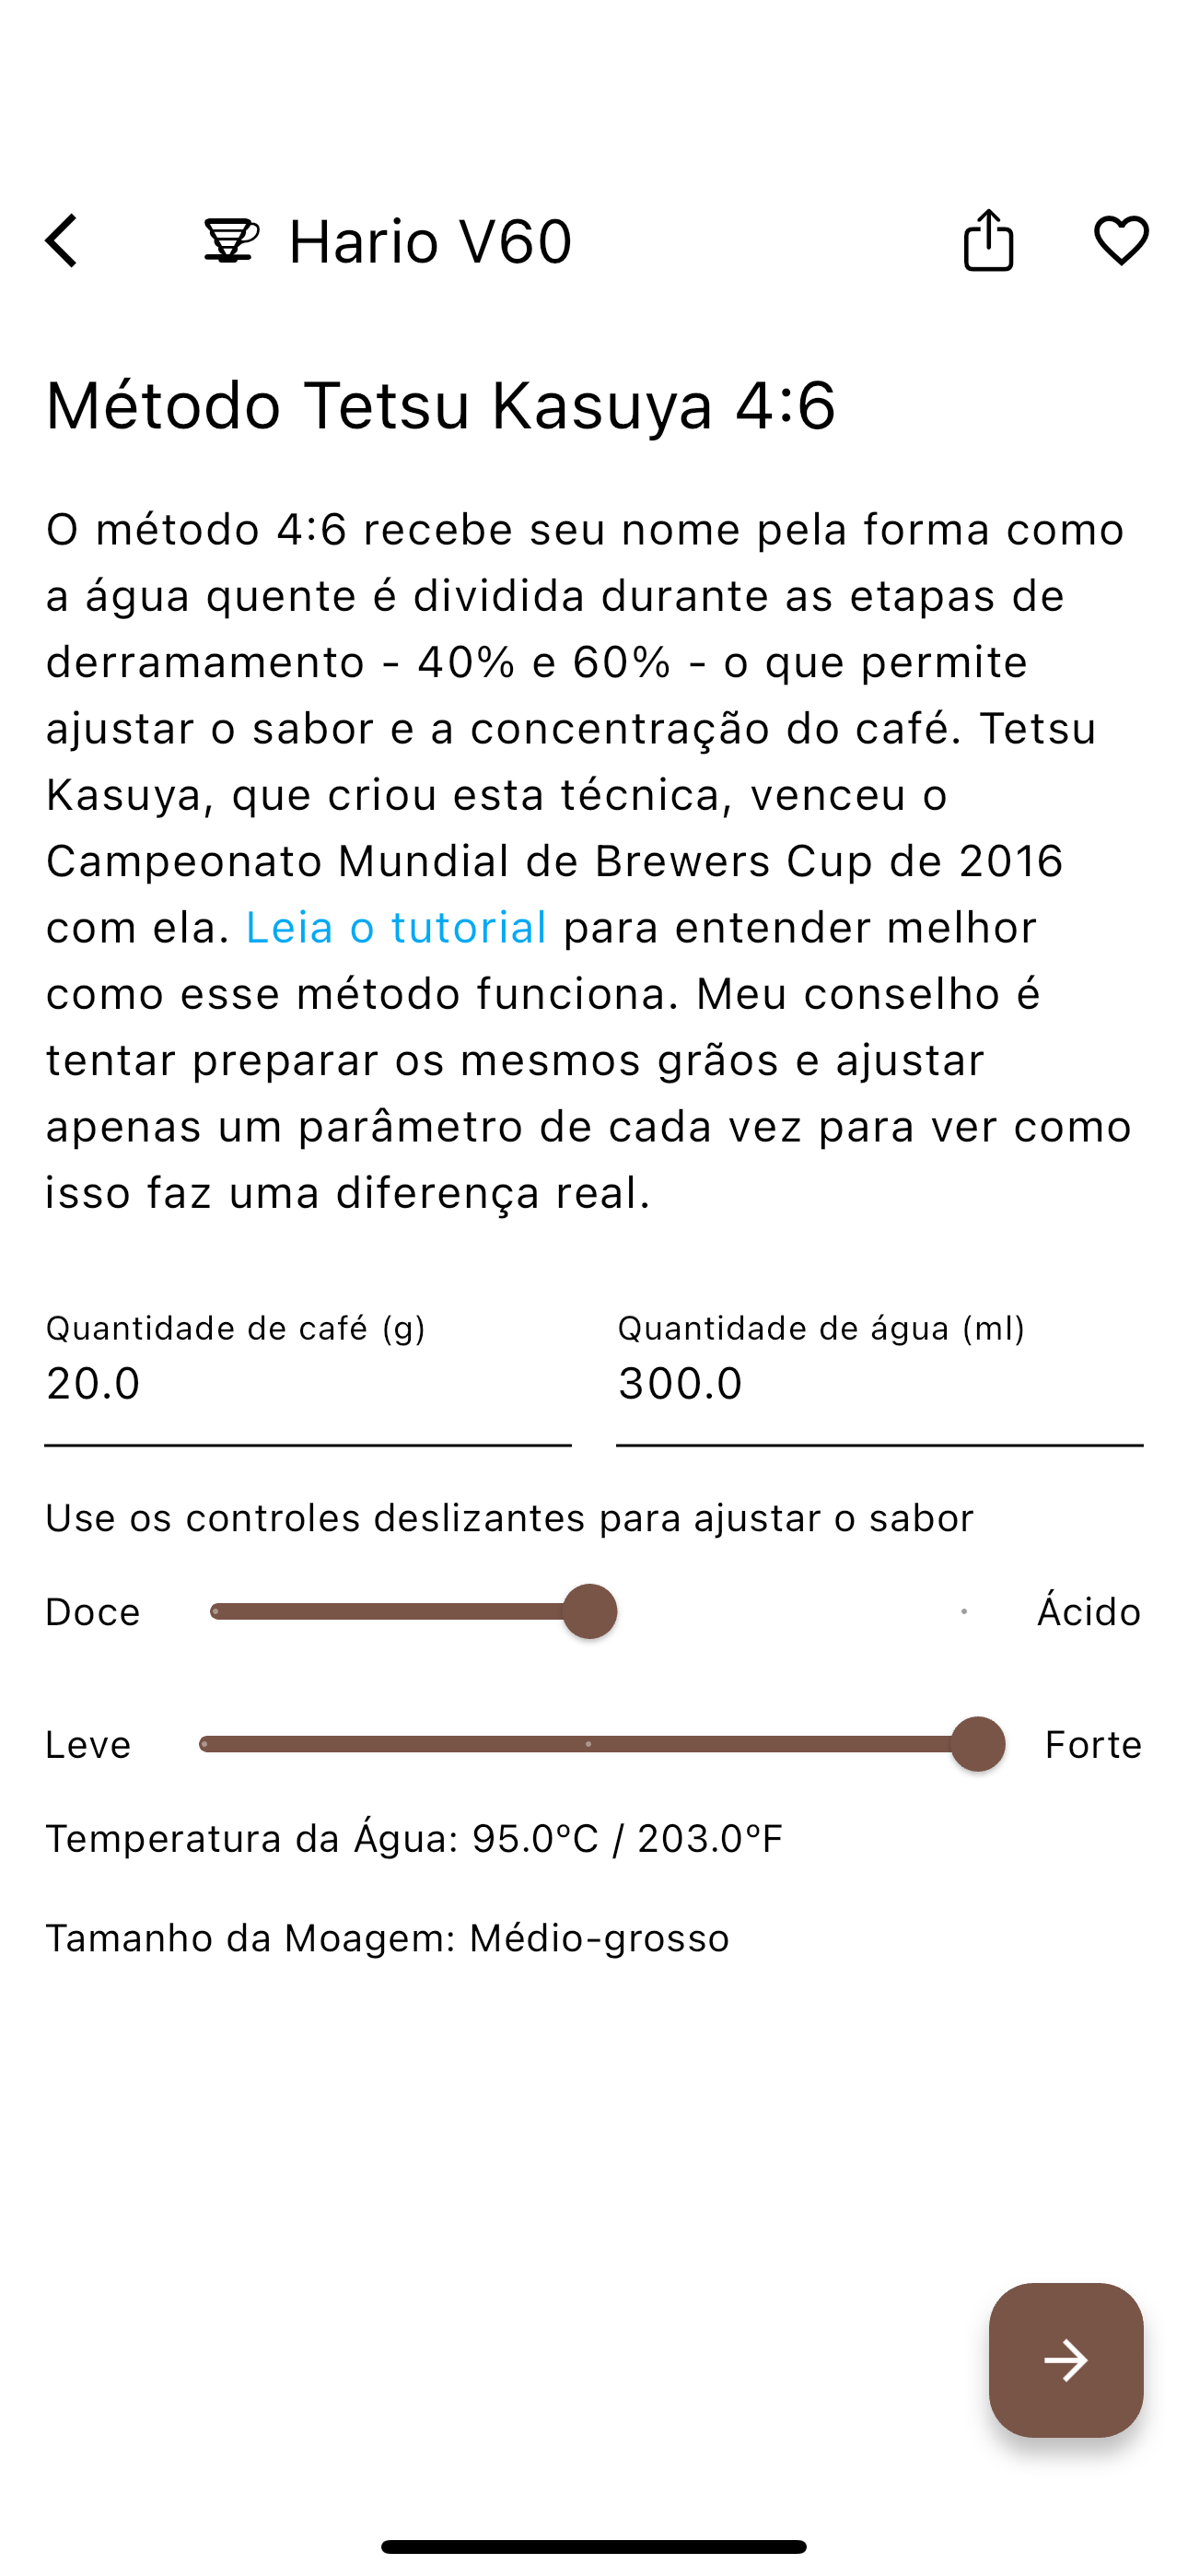 Hario V60
Método Tetsu Kasuya 4:6
O método 4:6 recebe seu nome pela forma como
a água quente é dividida durante as etapas de
derramamento - 40% e 60% - o que permite
ajustar o sabor e a concentração do café. Tetsu
Kasuya, que criou esta técnica, venceu o
Campeonato Mundial de Brewers Cup de 2016
com ela. Leia o tutorial para entender melhor
como esse método funciona. Meu conselho é
tentar preparar os mesmos grãos e ajustar
apenas um parâmetro de cada vez para ver como
isso faz uma diferença real.
Quantidade de café (g)
20.0
Quantidade de água (ml)
300.0
Use os controles deslizantes para ajustar o sabor
Doce Ácido
Leve Forte
Temperatura da Água: 95.0ºC / 203.0ºF
Tamanho da Moagem: Médio-grosso